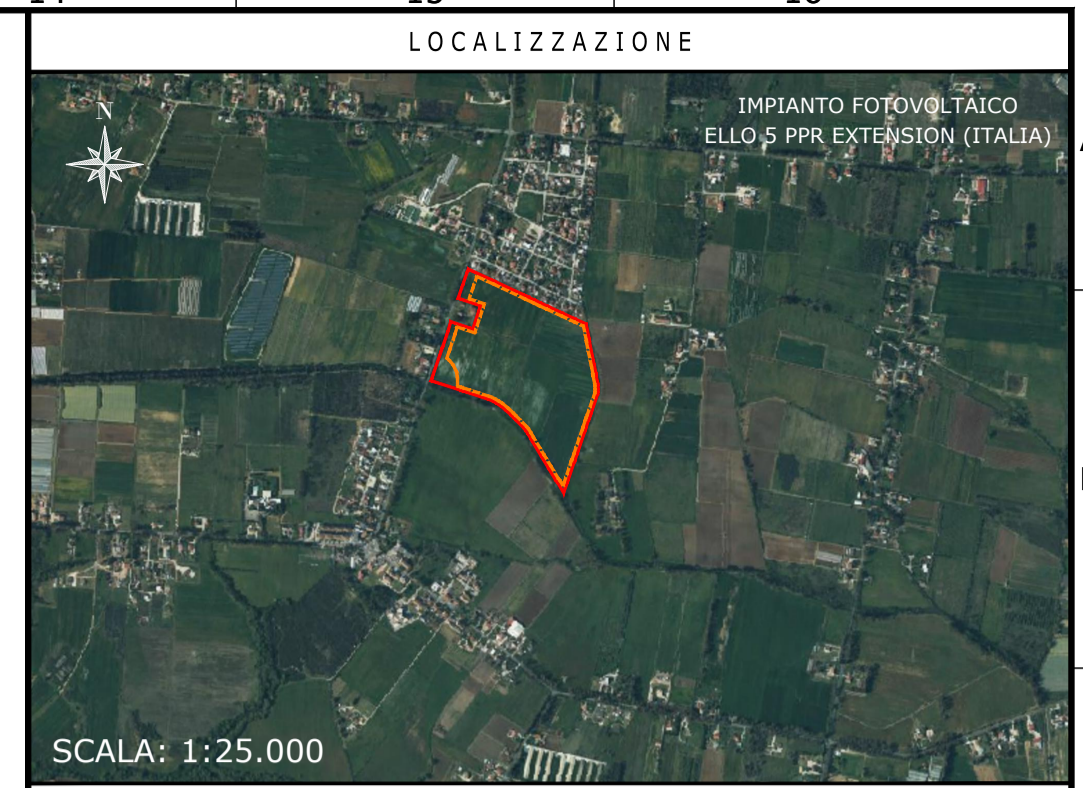 LOCALIZZAZIONE
N
IMPIANTO FOTOVOLTAICO
ELLO 5 PPR EXTENSION (ITALIA)
SCALA: 1:25.000